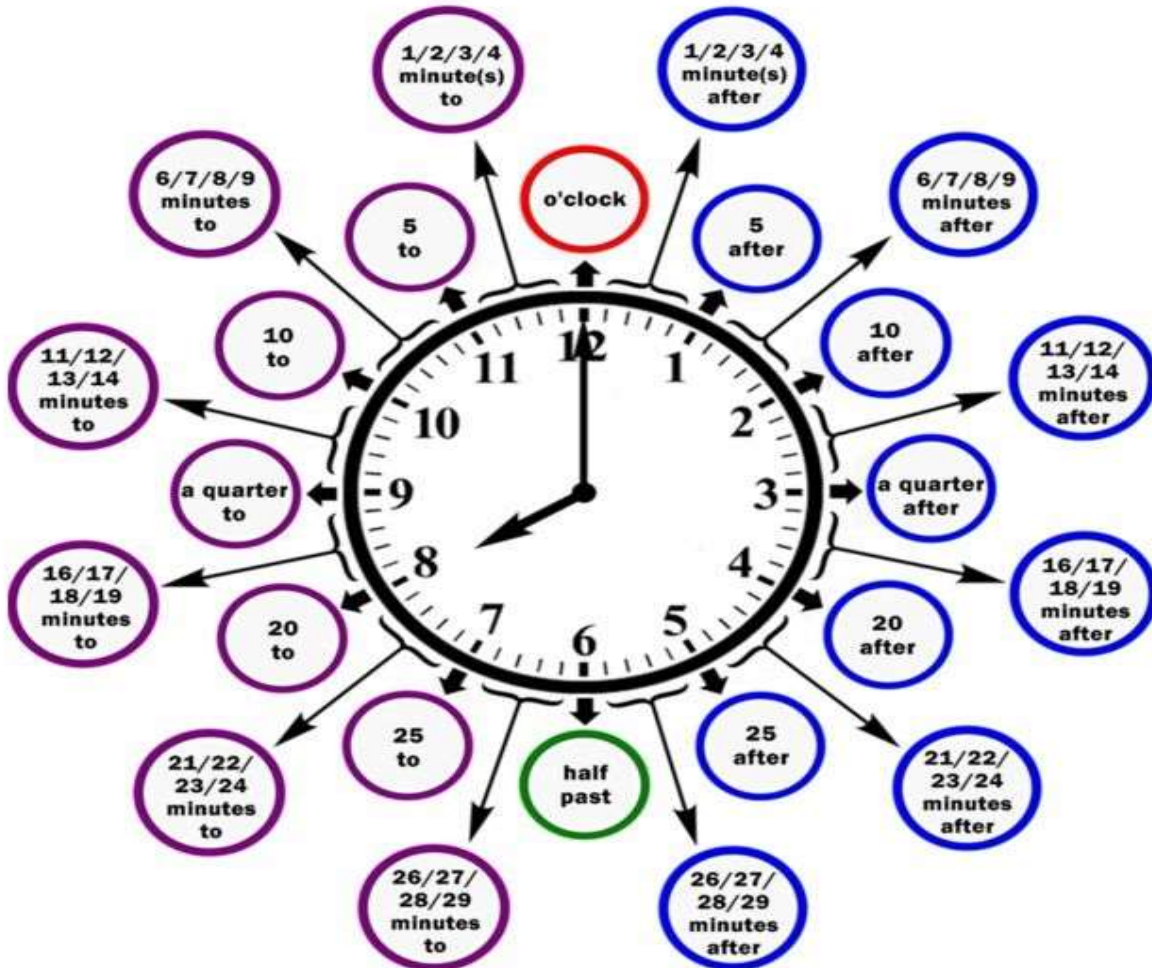 1/2/3/4
minute(s)
to
1/2/3/4
minute(s)
after
6/7/8/9
minutes
to
5
to
o'clock
5
after
6/7/8/9
minutes
after
11/12/
13/14
minutes
to
10
to
10
after
11/12/
13/14
minutes
after
12
11
1
10
2
a quarter
to
9
3
a quarter
after
8
4
7
5
6
16/17/
18/19
minutes
to
20
to
20
after
16/17/
18/19
minutes
after
21/22/
23/24
minutes
to
25
to
half
past
25
after
21/22/
23/24
minutes
after
26/27/
28/29
minutes
to
26/27/
28/29
minutes
after